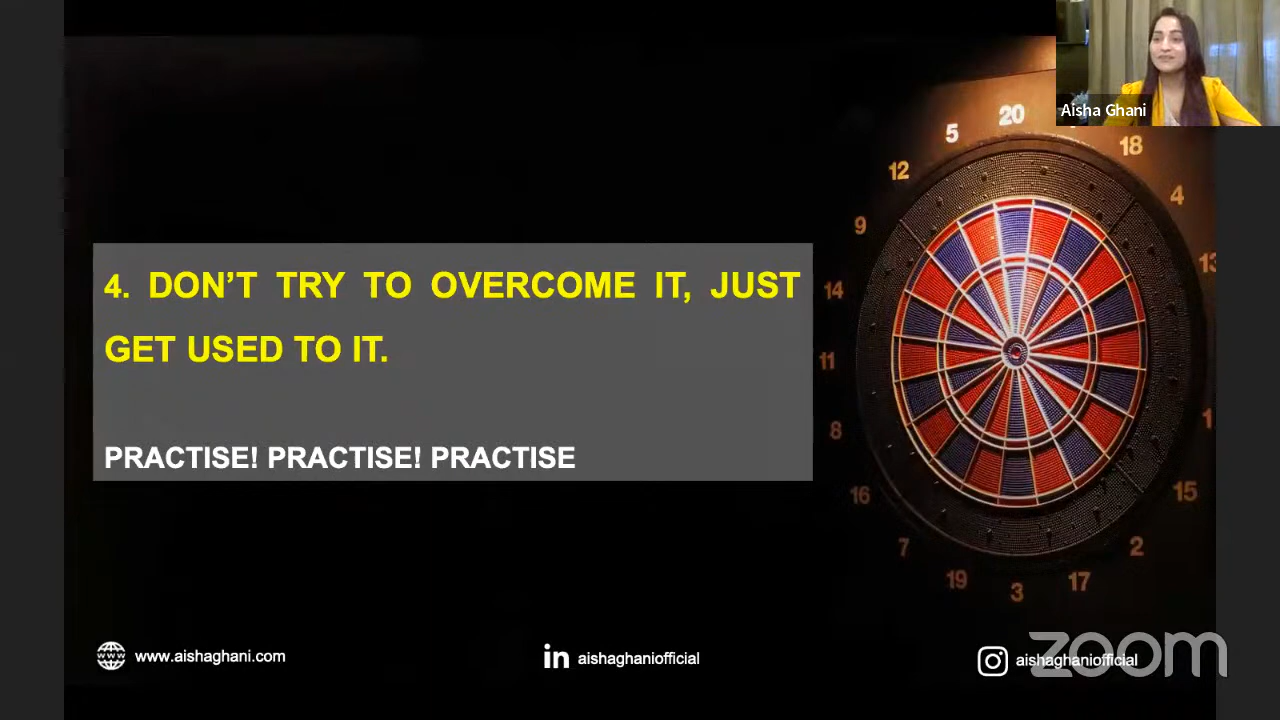 Aisha Ghani
20
5
18
12
4
9
13
14
11
8
16
15
7
2
19
17
3
4. DON’T TRY TO OVERCOME IT, JUST
GET USED TO IT.
PRACTISE! PRACTISE! PRACTISE
www.aishaghani.com
aishaghaniofficial
aishaghaniofficial
zoom